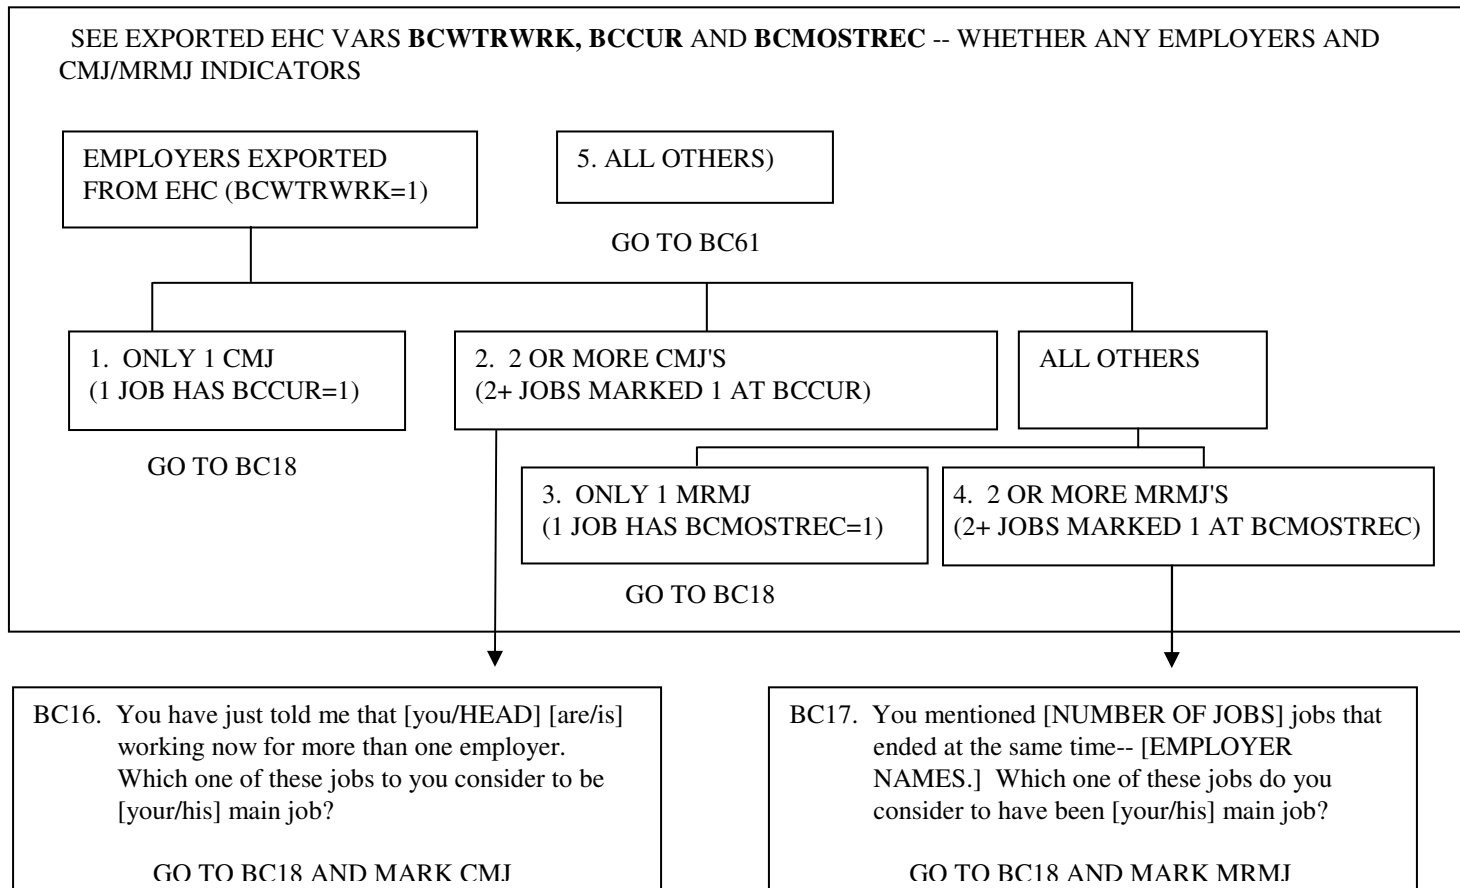 SEE EXPORTED EHC VARS BCWTRWRK, BCCUR AND BCMOSTREC -- WHETHER ANY EMPLOYERS AND
CMJ/MRMJ INDICATORS
EMPLOYERS EXPORTED
FROM EHC (BCWTRWRK=1)
5. ALL OTHERS)
GO TO BC61
1. ONLY 1 CMJ
(1 JOB HAS BCCUR=1)
GO TO BC18
2. 2 OR MORE CMJ'S
(2+ JOBS MARKED 1 AT BCCUR)
ALL OTHERS
3. ONLY 1 MRMJ
(1 JOB HAS BCMOSTREC=1)
GO TO BC18
4. 2 OR MORE MRMJ'S
(2+ JOBS MARKED 1 AT BCMOSTREC)
BC16. You have just told me that [you/HEAD] [are/is]
working now for more than one employer.
Which one of these jobs to you consider to be
[your/his] main job?
GO TO BC18 AND MARK CMJ
BC17. You mentioned [NUMBER OF JOBS] jobs that
ended at the same time-- [EMPLOYER
NAMES.] Which one of these jobs do you
consider to have been [your/his] main job?
GO TO BC18 AND MARK MRMJ